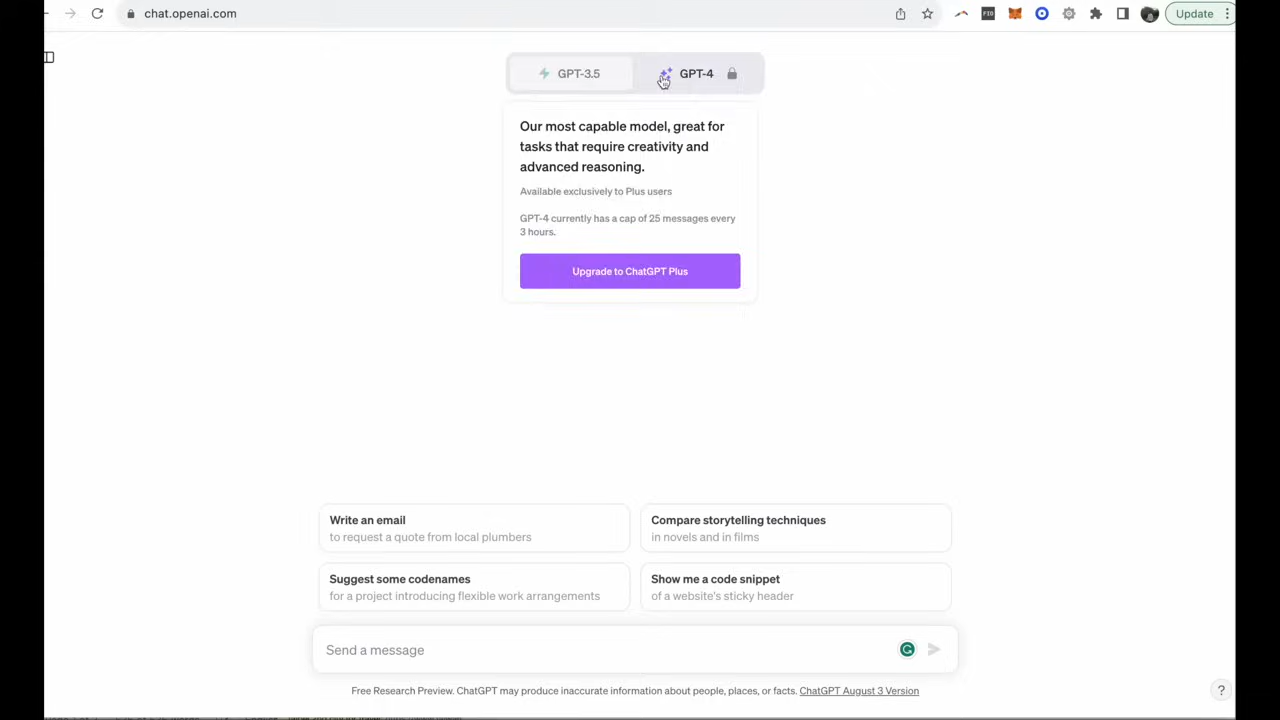 chat.openai.com
FIO
Update
GPT-3.5
GPT-4
Our most capable model, great for
tasks that require creativity and
advanced reasoning.
Available exclusively to Plus users
GPT-4 currently has a cap of 25 messages every
3 hours.
Upgrade to ChatGPT Plus
Write an email
to request a quote from local plumbers
Compare storytelling techniques
in novels and in films
Suggest some codenames
for a project introducing flexible work arrangements
Show me a code snippet
of a website's sticky header
Send a message
Free Research Preview. ChatGPT may produce inaccurate information about people, places, or facts. ChatGPT August 3 Version
?